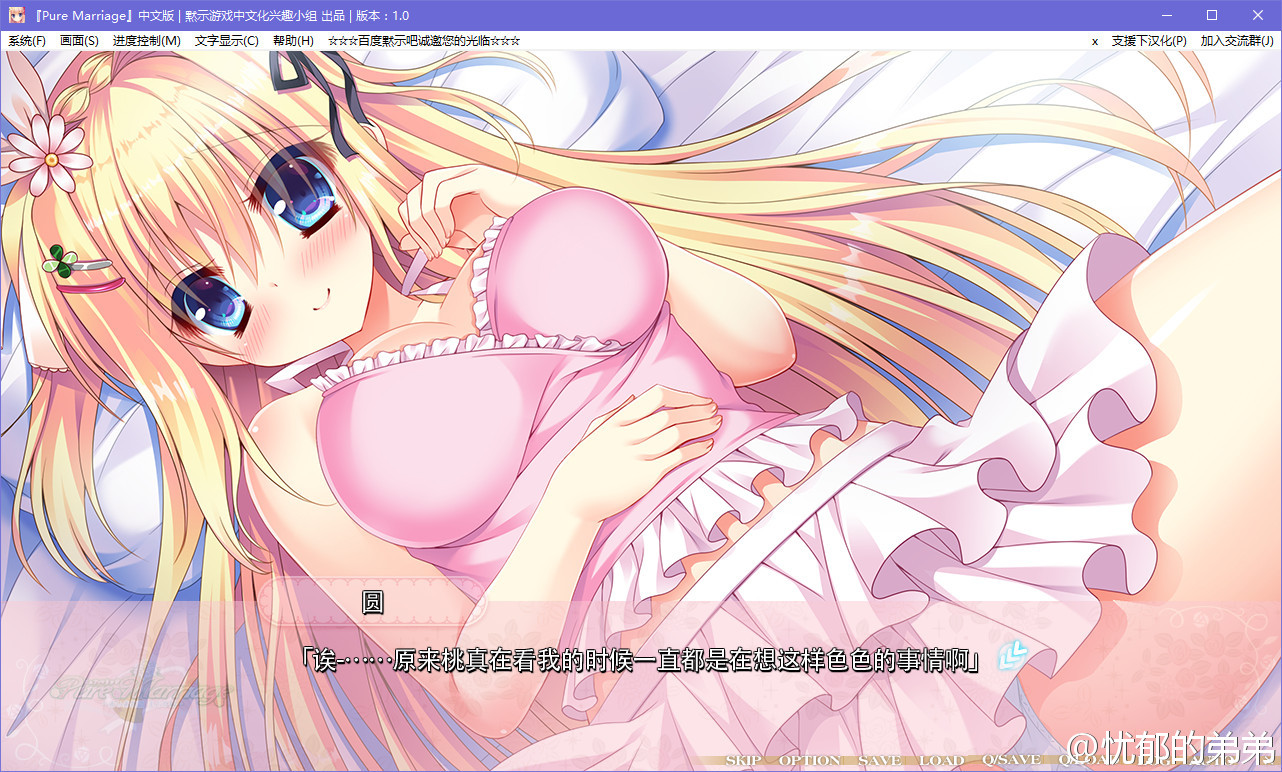 『Pure Marriage』中文版 | 黙示游戏中文化兴趣小组 出品 | 版本：1.0
系统(F) 画面(S) 进度控制(M) 文字显示(C) 帮助(H) ☆☆☆百度黙示吧诚邀您的光临☆☆☆ x 支援下汉化(P) 加入交流群(J)
圆
「诶-……原来桃真在看我的时候一直都是在想这样色色的事情啊」
Pure Marriage
SKIP OPTION SAVE LOAD Q/SAVE Q/LOAD
@忧郁的弟弟